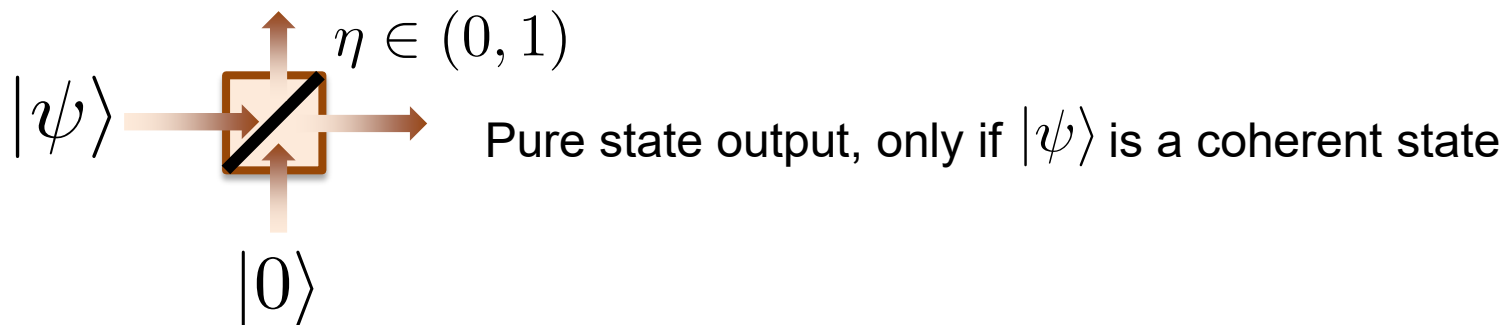 η ∈ (0, 1)
|ψ⟩
Pure state output, only if |ψ⟩ is a coherent state
|0⟩